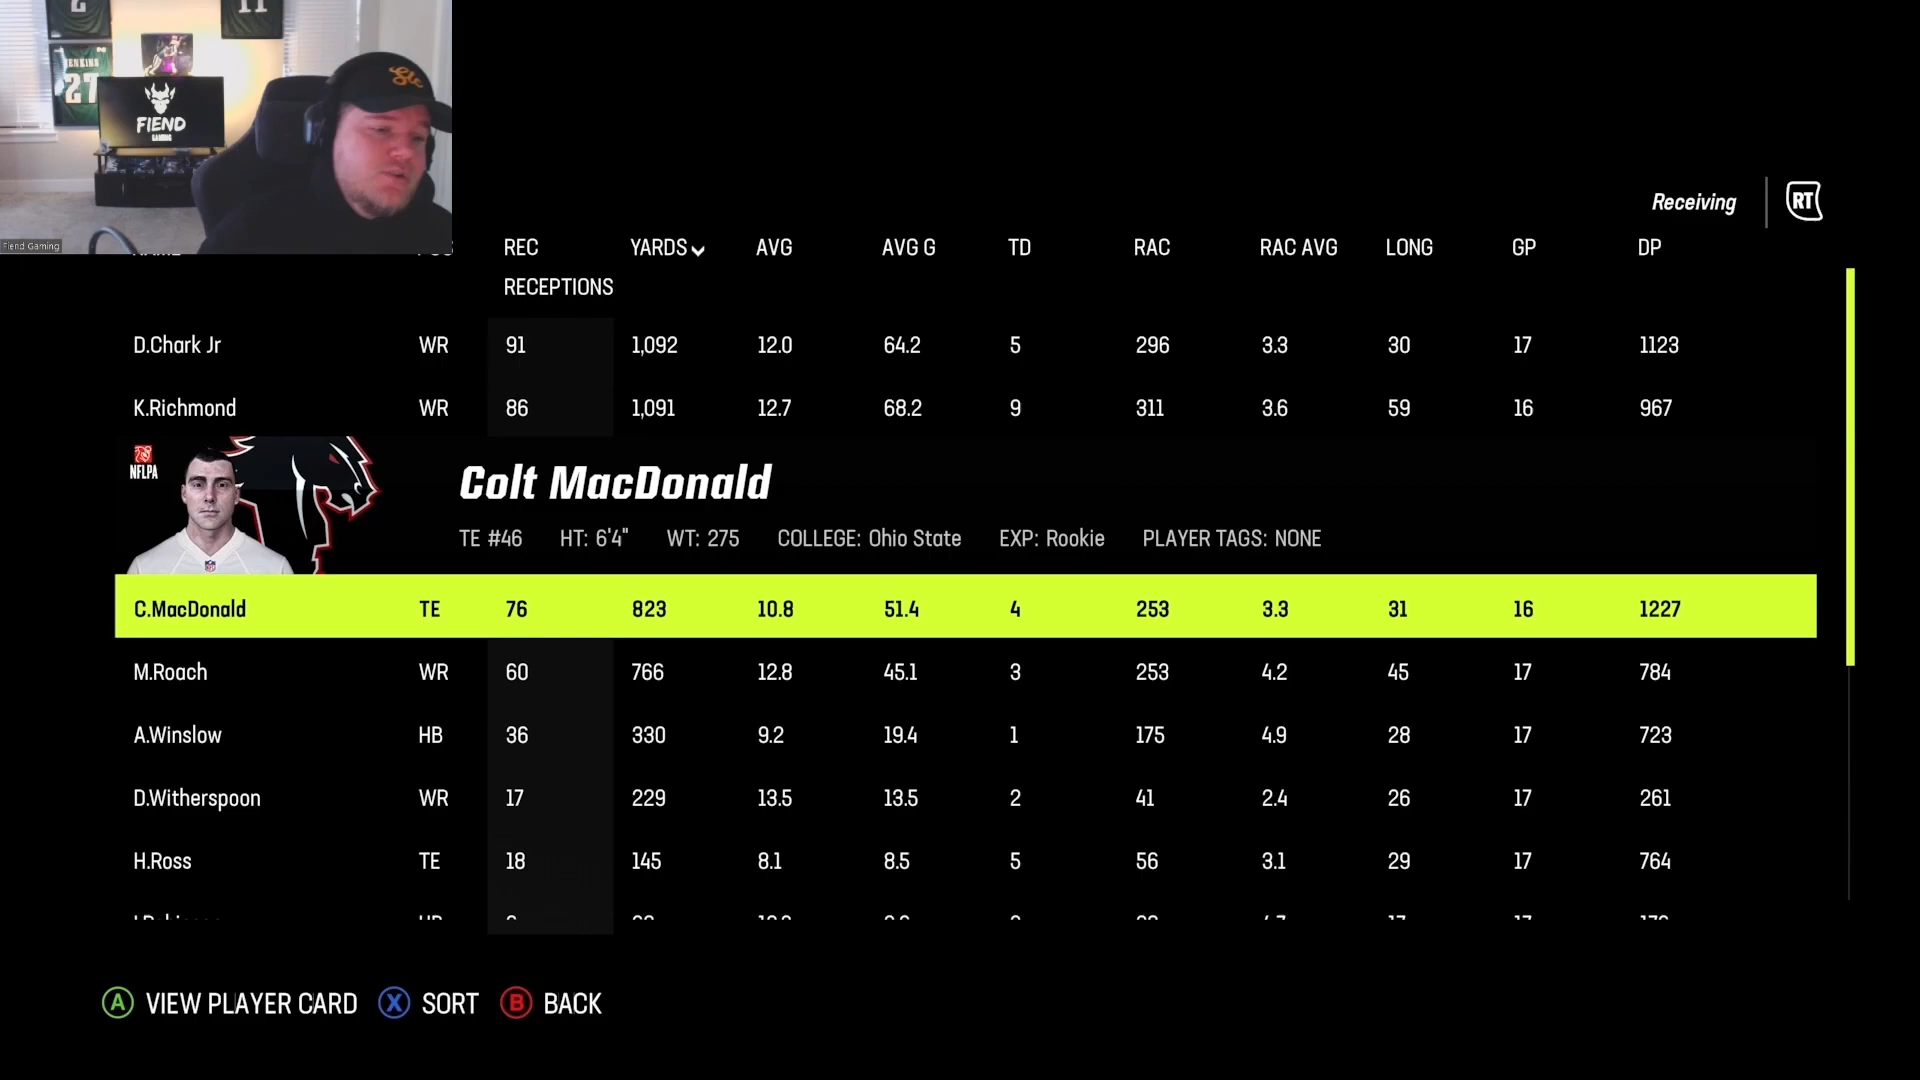 2
11
JENKINS
27
FIEND
GAMING
Fiend Gaming
Receiving
RT
REC YARDS AVG AVG G TD RAC RAC AVG LONG GP DP
RECEPTIONS
D.Chark Jr WR 91 1,092 12.0 64.2 5 296 3.3 30 17 1123
K.Richmond WR 86 1,091 12.7 68.2 9 311 3.6 59 16 967
NFLPA
Colt MacDonald
TE #46 HT: 6'4" WT: 275 COLLEGE: Ohio State EXP: Rookie PLAYER TAGS: NONE
C.MacDonald TE 76 823 10.8 51.4 4 253 3.3 31 16 1227
M.Roach WR 60 766 12.8 45.1 3 253 4.2 45 17 784
A.Winslow HB 36 330 9.2 19.4 1 175 4.9 28 17 723
D.Witherspoon WR 17 229 13.5 13.5 2 41 2.4 26 17 261
H.Ross TE 18 145 8.1 8.5 5 56 3.1 29 17 764
A VIEW PLAYER CARD X SORT B BACK